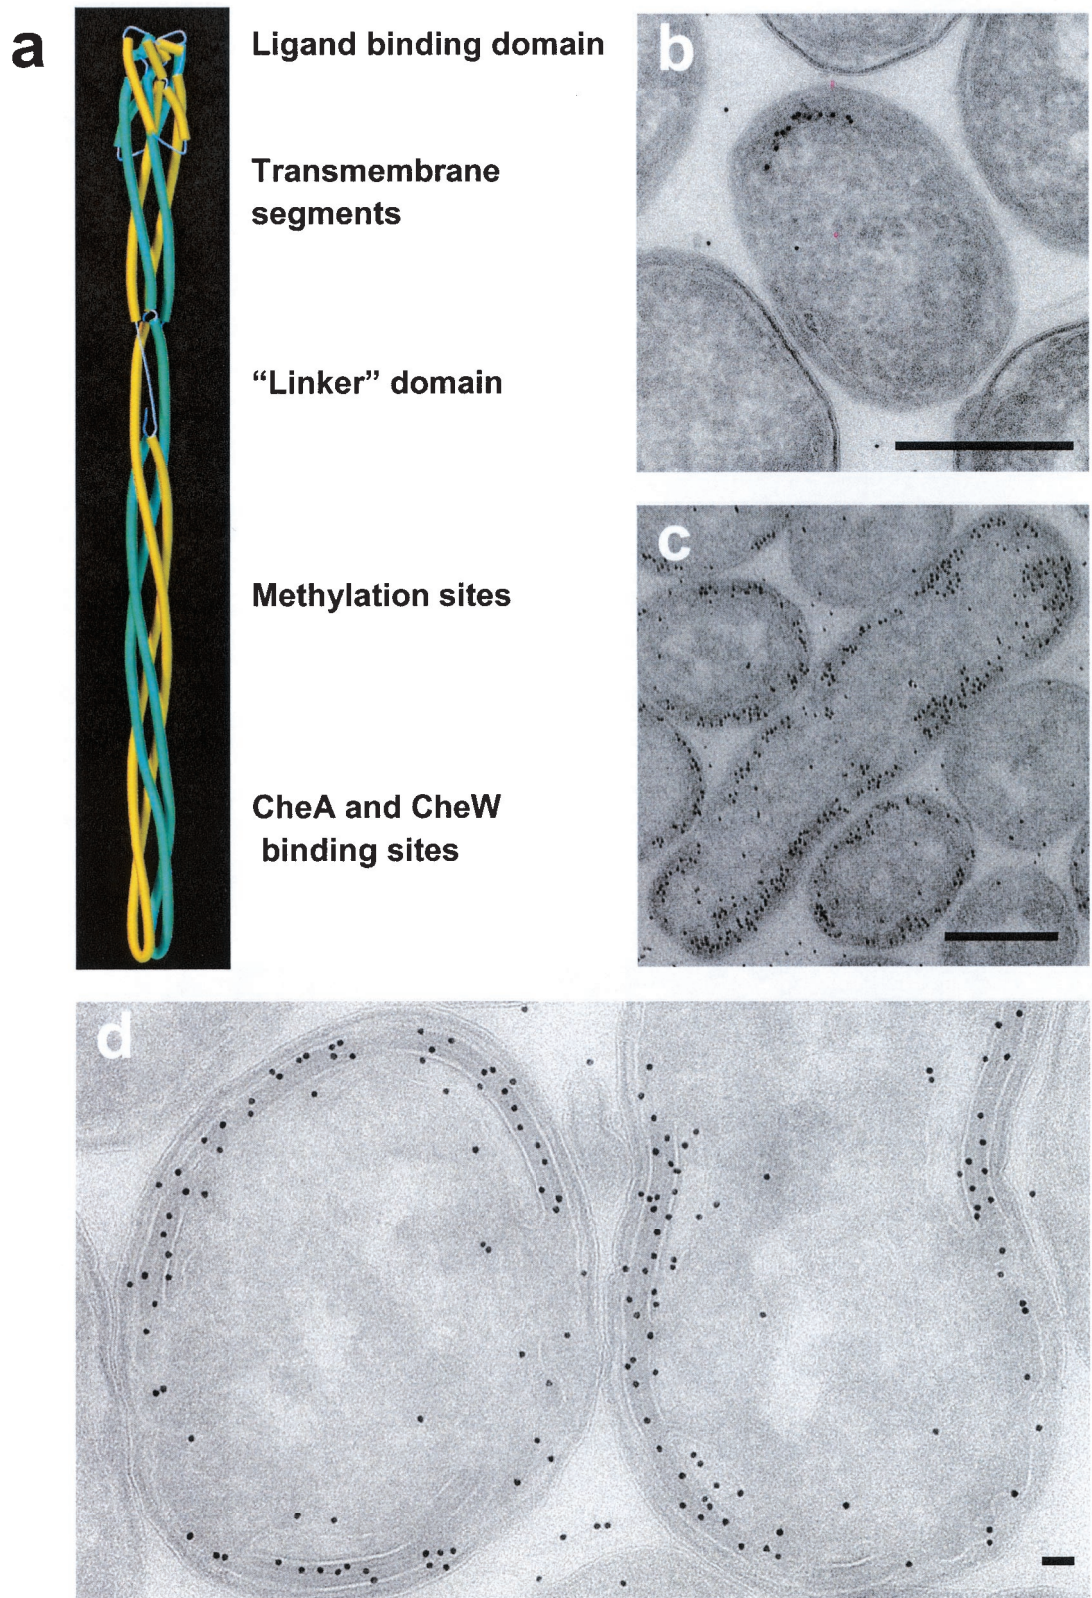 a
Ligand binding domain
Transmembrane
segments
“Linker” domain
Methylation sites
CheA and CheW
binding sites
b
c
d